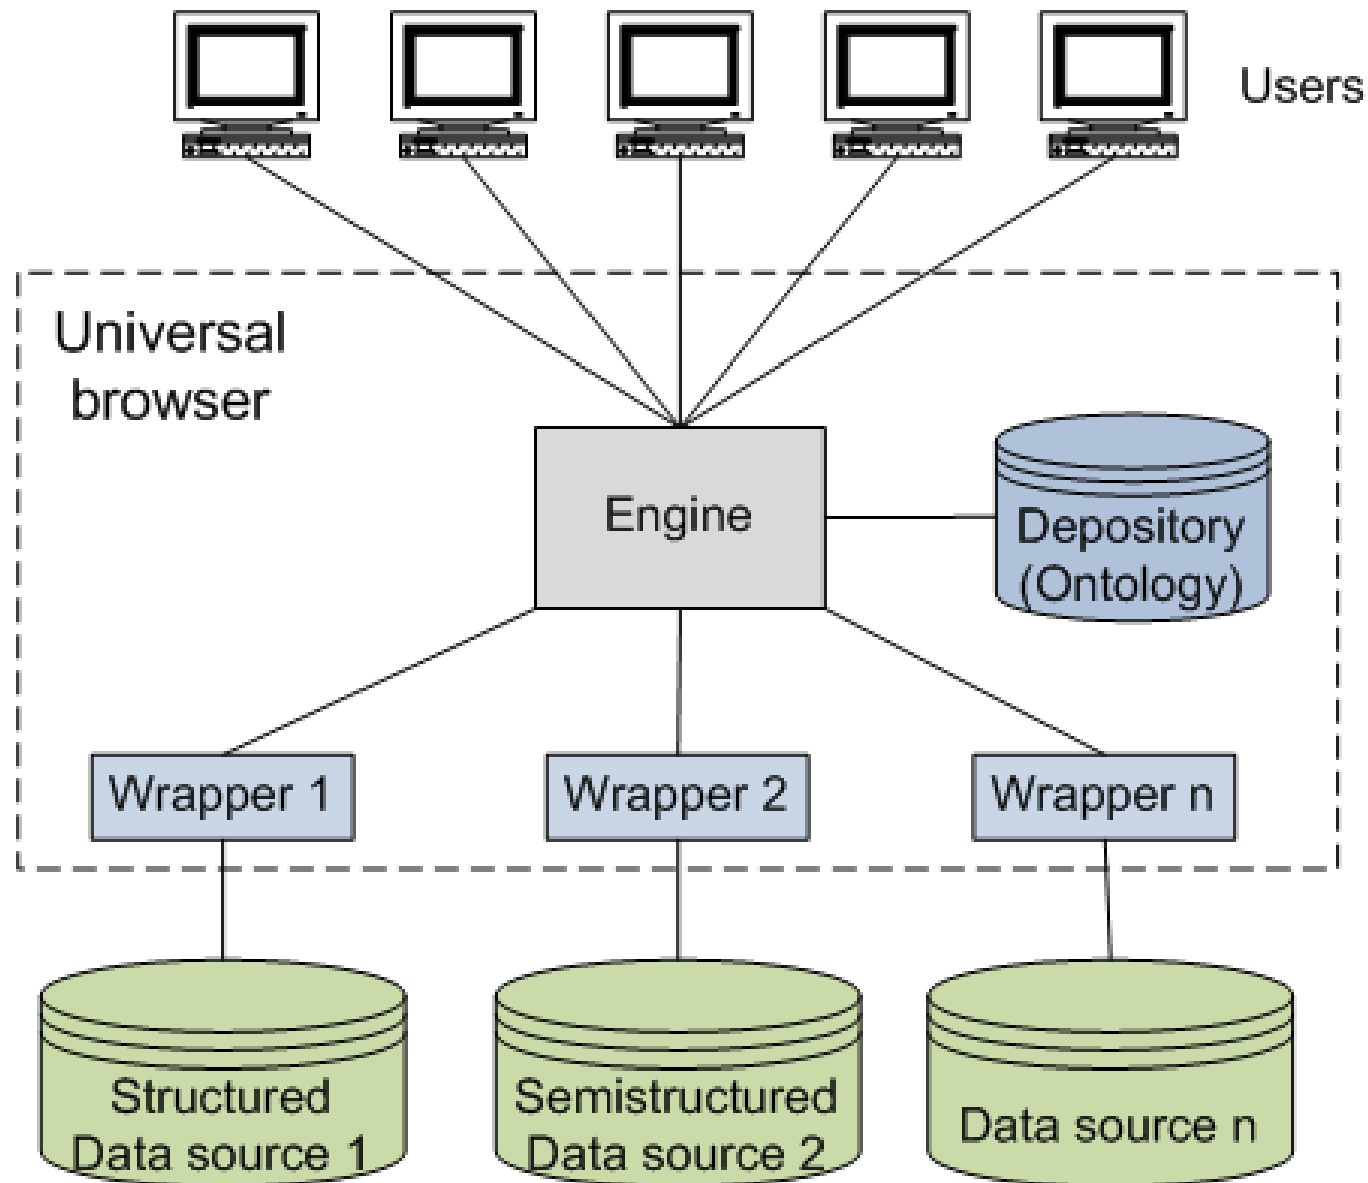 Users
Universal
browser
Engine
Depository
(Ontology)
Wrapper 1
Wrapper 2
Wrapper n
Structured
Data source 1
Semistructured
Data source 2
Data source n